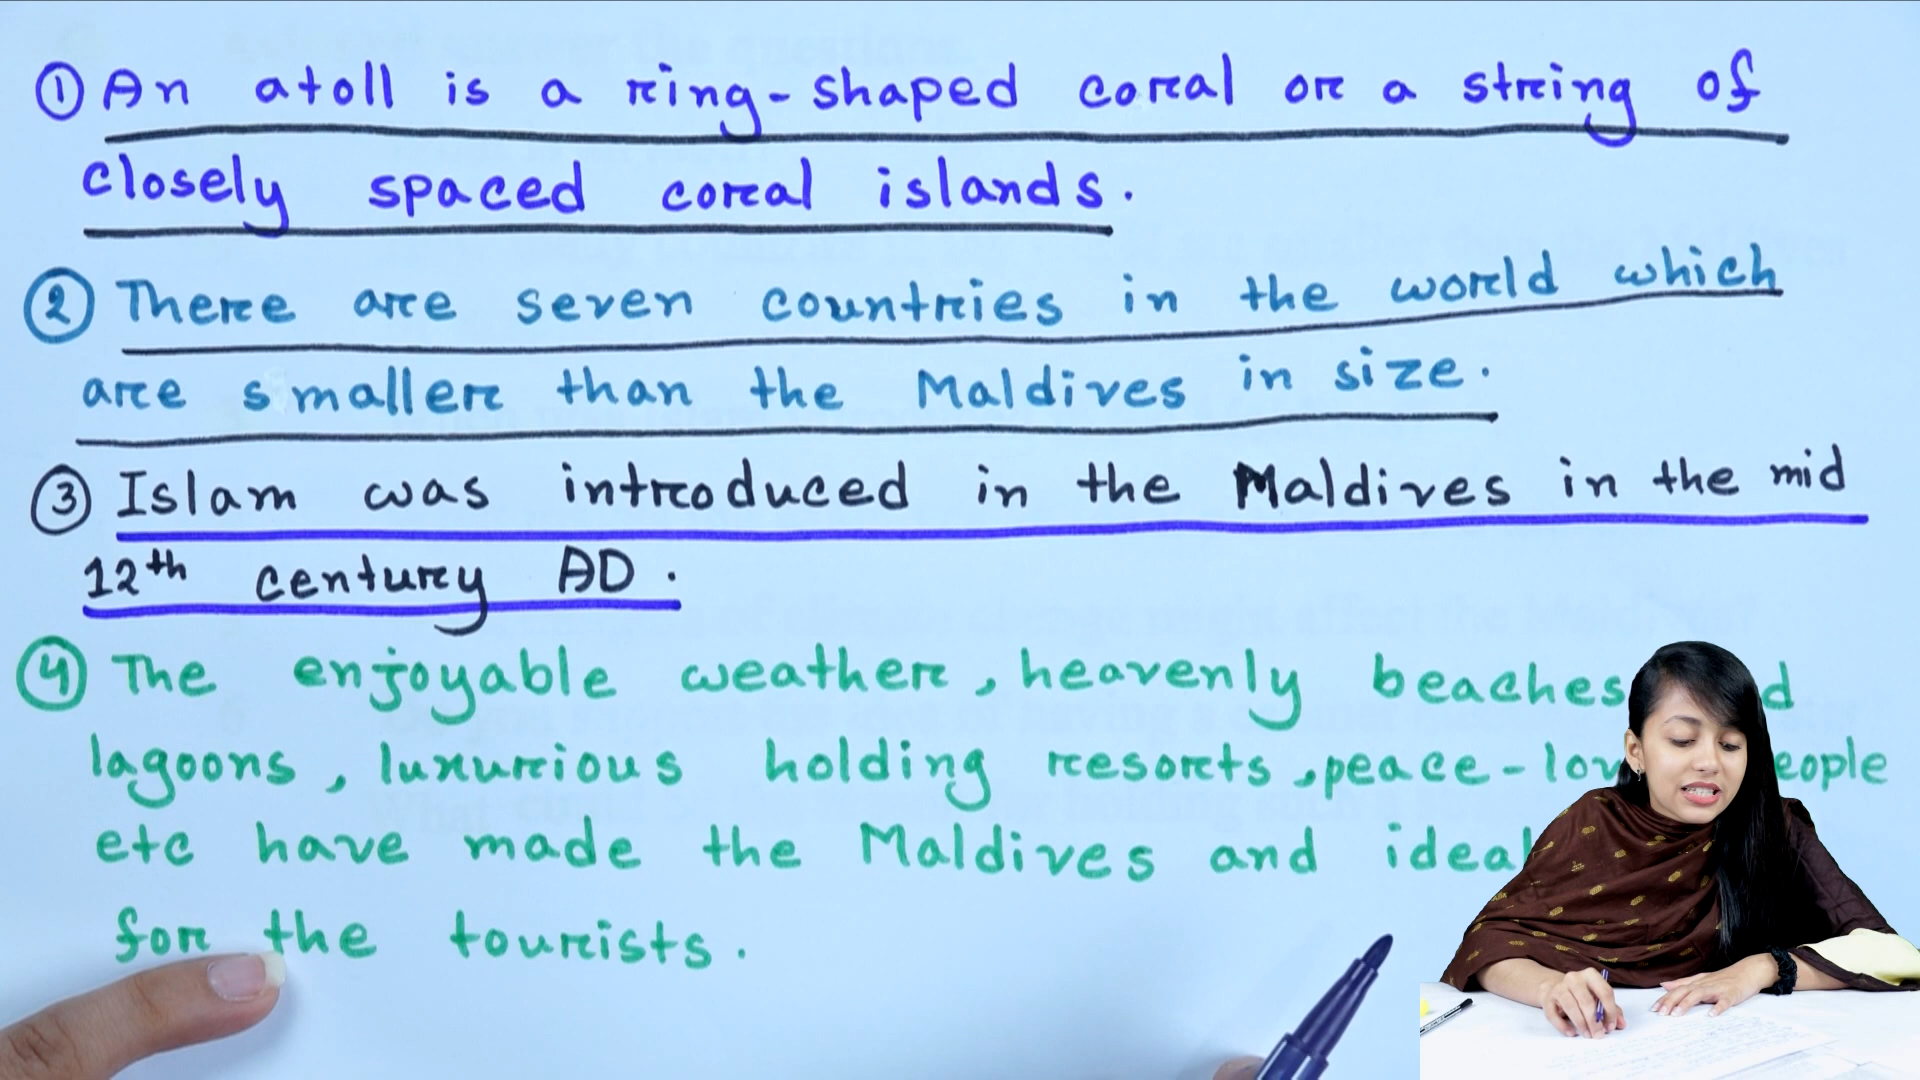 ① An atoll is a ring-shaped coral or a string of
closely spaced coral islands.
② There are seven countries in the world which
are smaller than the Maldives in size.
③ Islam was introduced in the Maldives in the mid
12th century AD.
④ The enjoyable weather, heavenly beaches
lagoons, luxurious holding resorts, peace-
etc have made the Maldives and ideal
for the tourists.